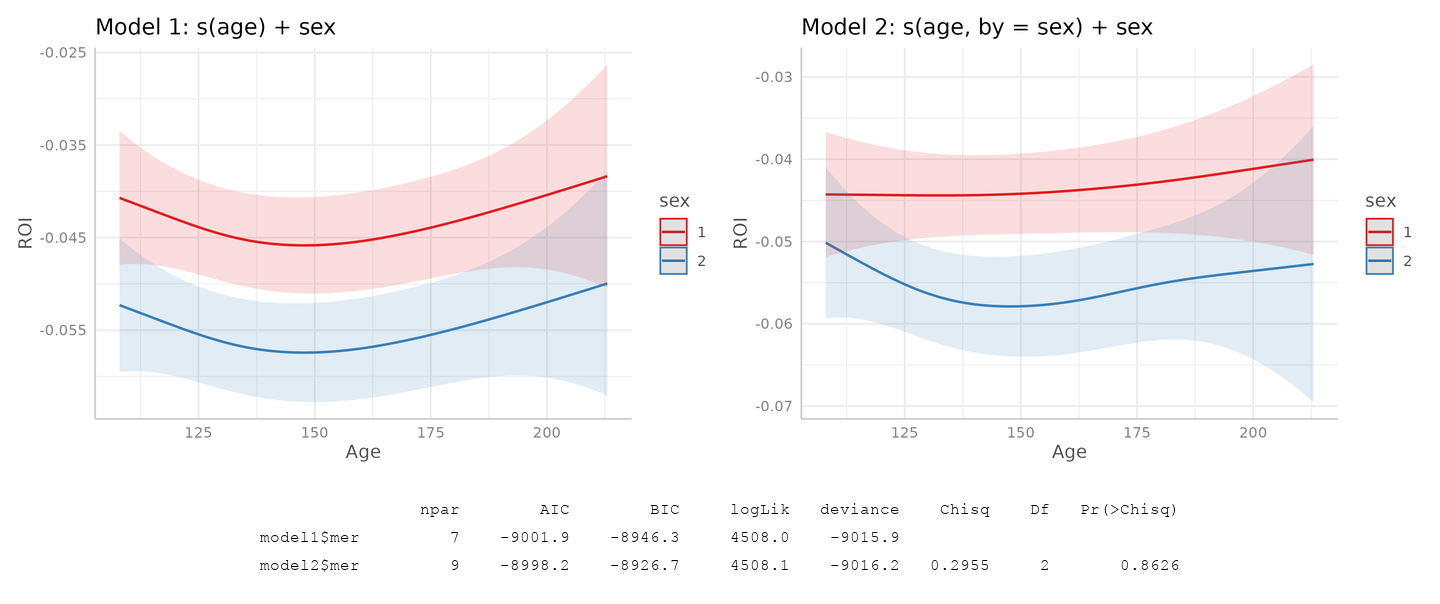 Model 1: s(age) + sex
-0.025
-0.035
-0.045
-0.055
ROI
125 150 175 200
Age
sex
1
2
Model 2: s(age, by = sex) + sex
-0.03
-0.04
-0.05
-0.06
-0.07
ROI
125 150 175 200
Age
sex
1
2
npar AIC BIC logLik deviance Chisq Df Pr(>Chisq)
model1$mer 7 -9001.9 -8946.3 4508.0 -9015.9
model2$mer 9 -8998.2 -8926.7 4508.1 -9016.2 0.2955 2 0.8626